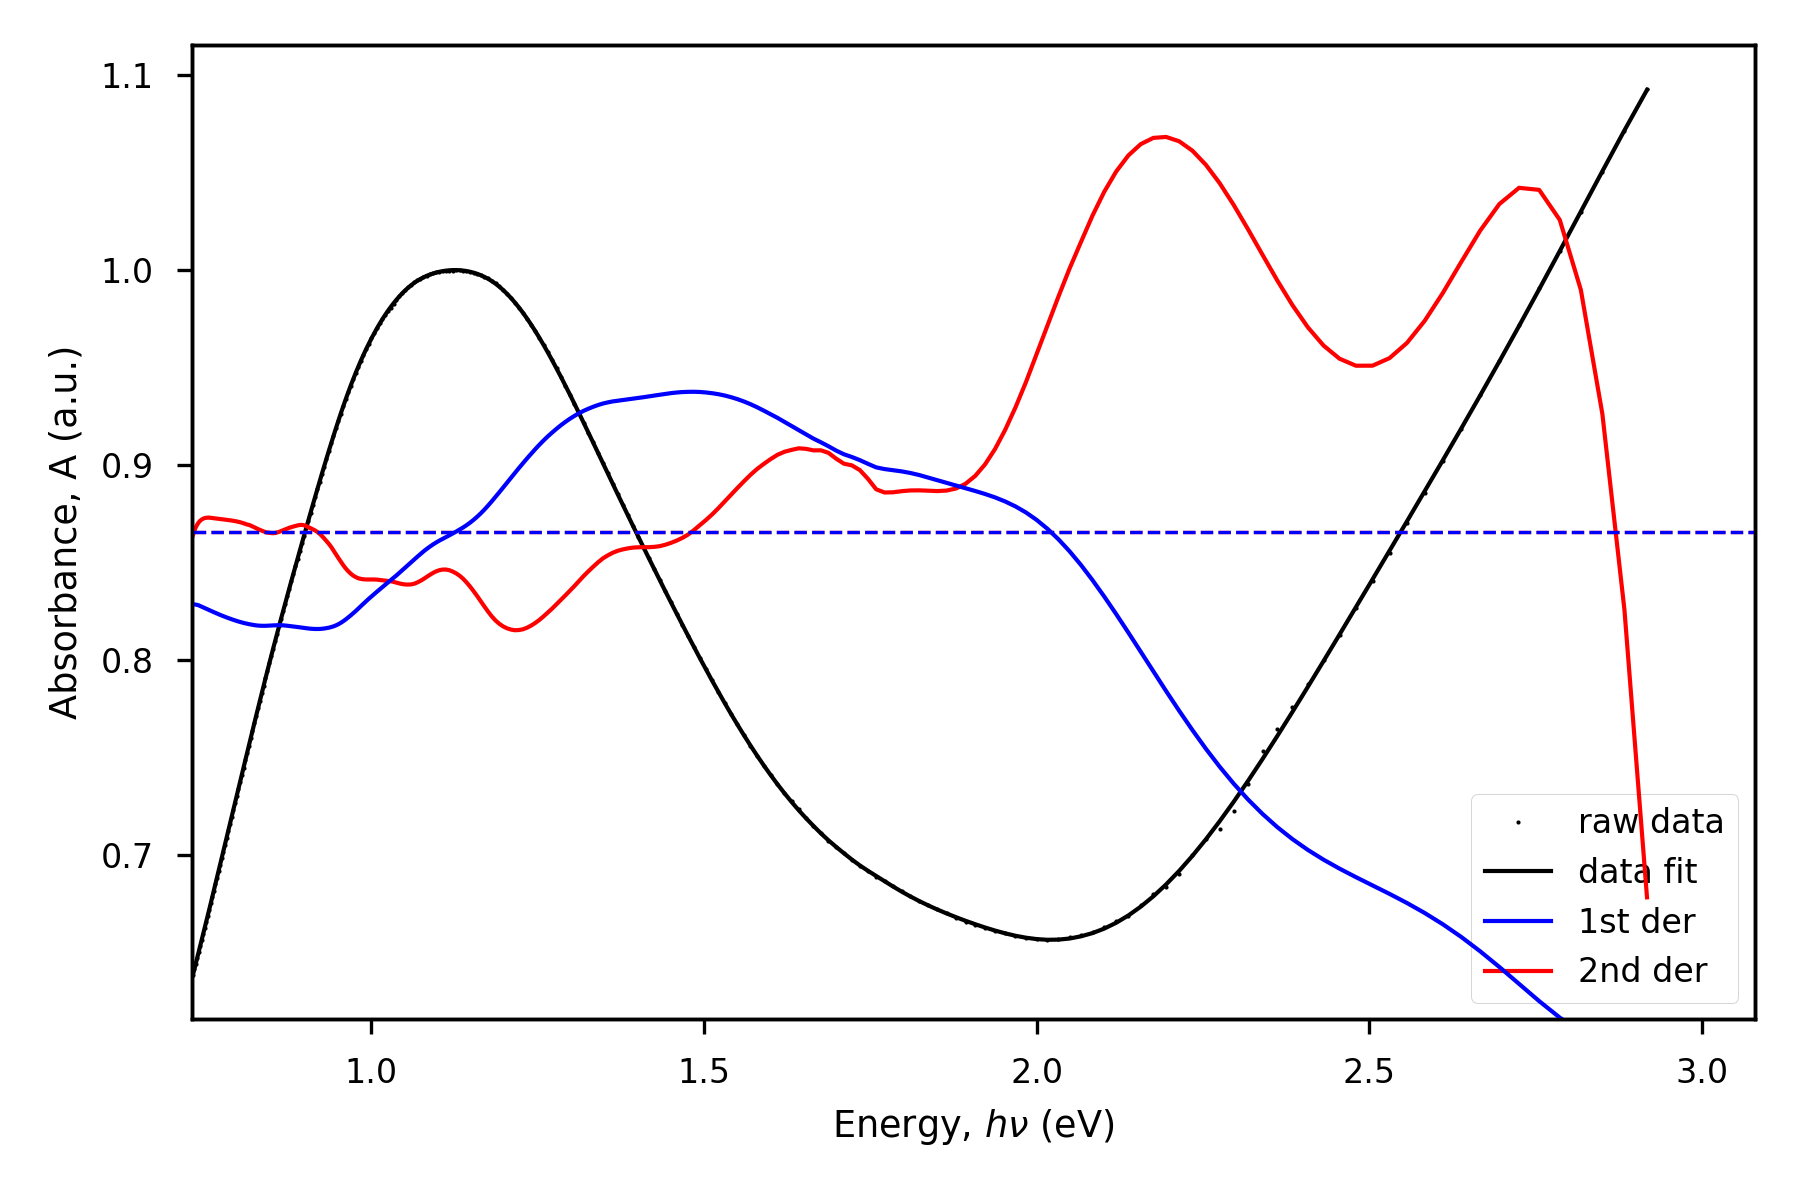 1.1
1.0
0.9
0.8
0.7
Absorbance, A (a.u.)
1.0 1.5 2.0 2.5 3.0
Energy, hν (eV)
raw data
data fit
1st der
2nd der